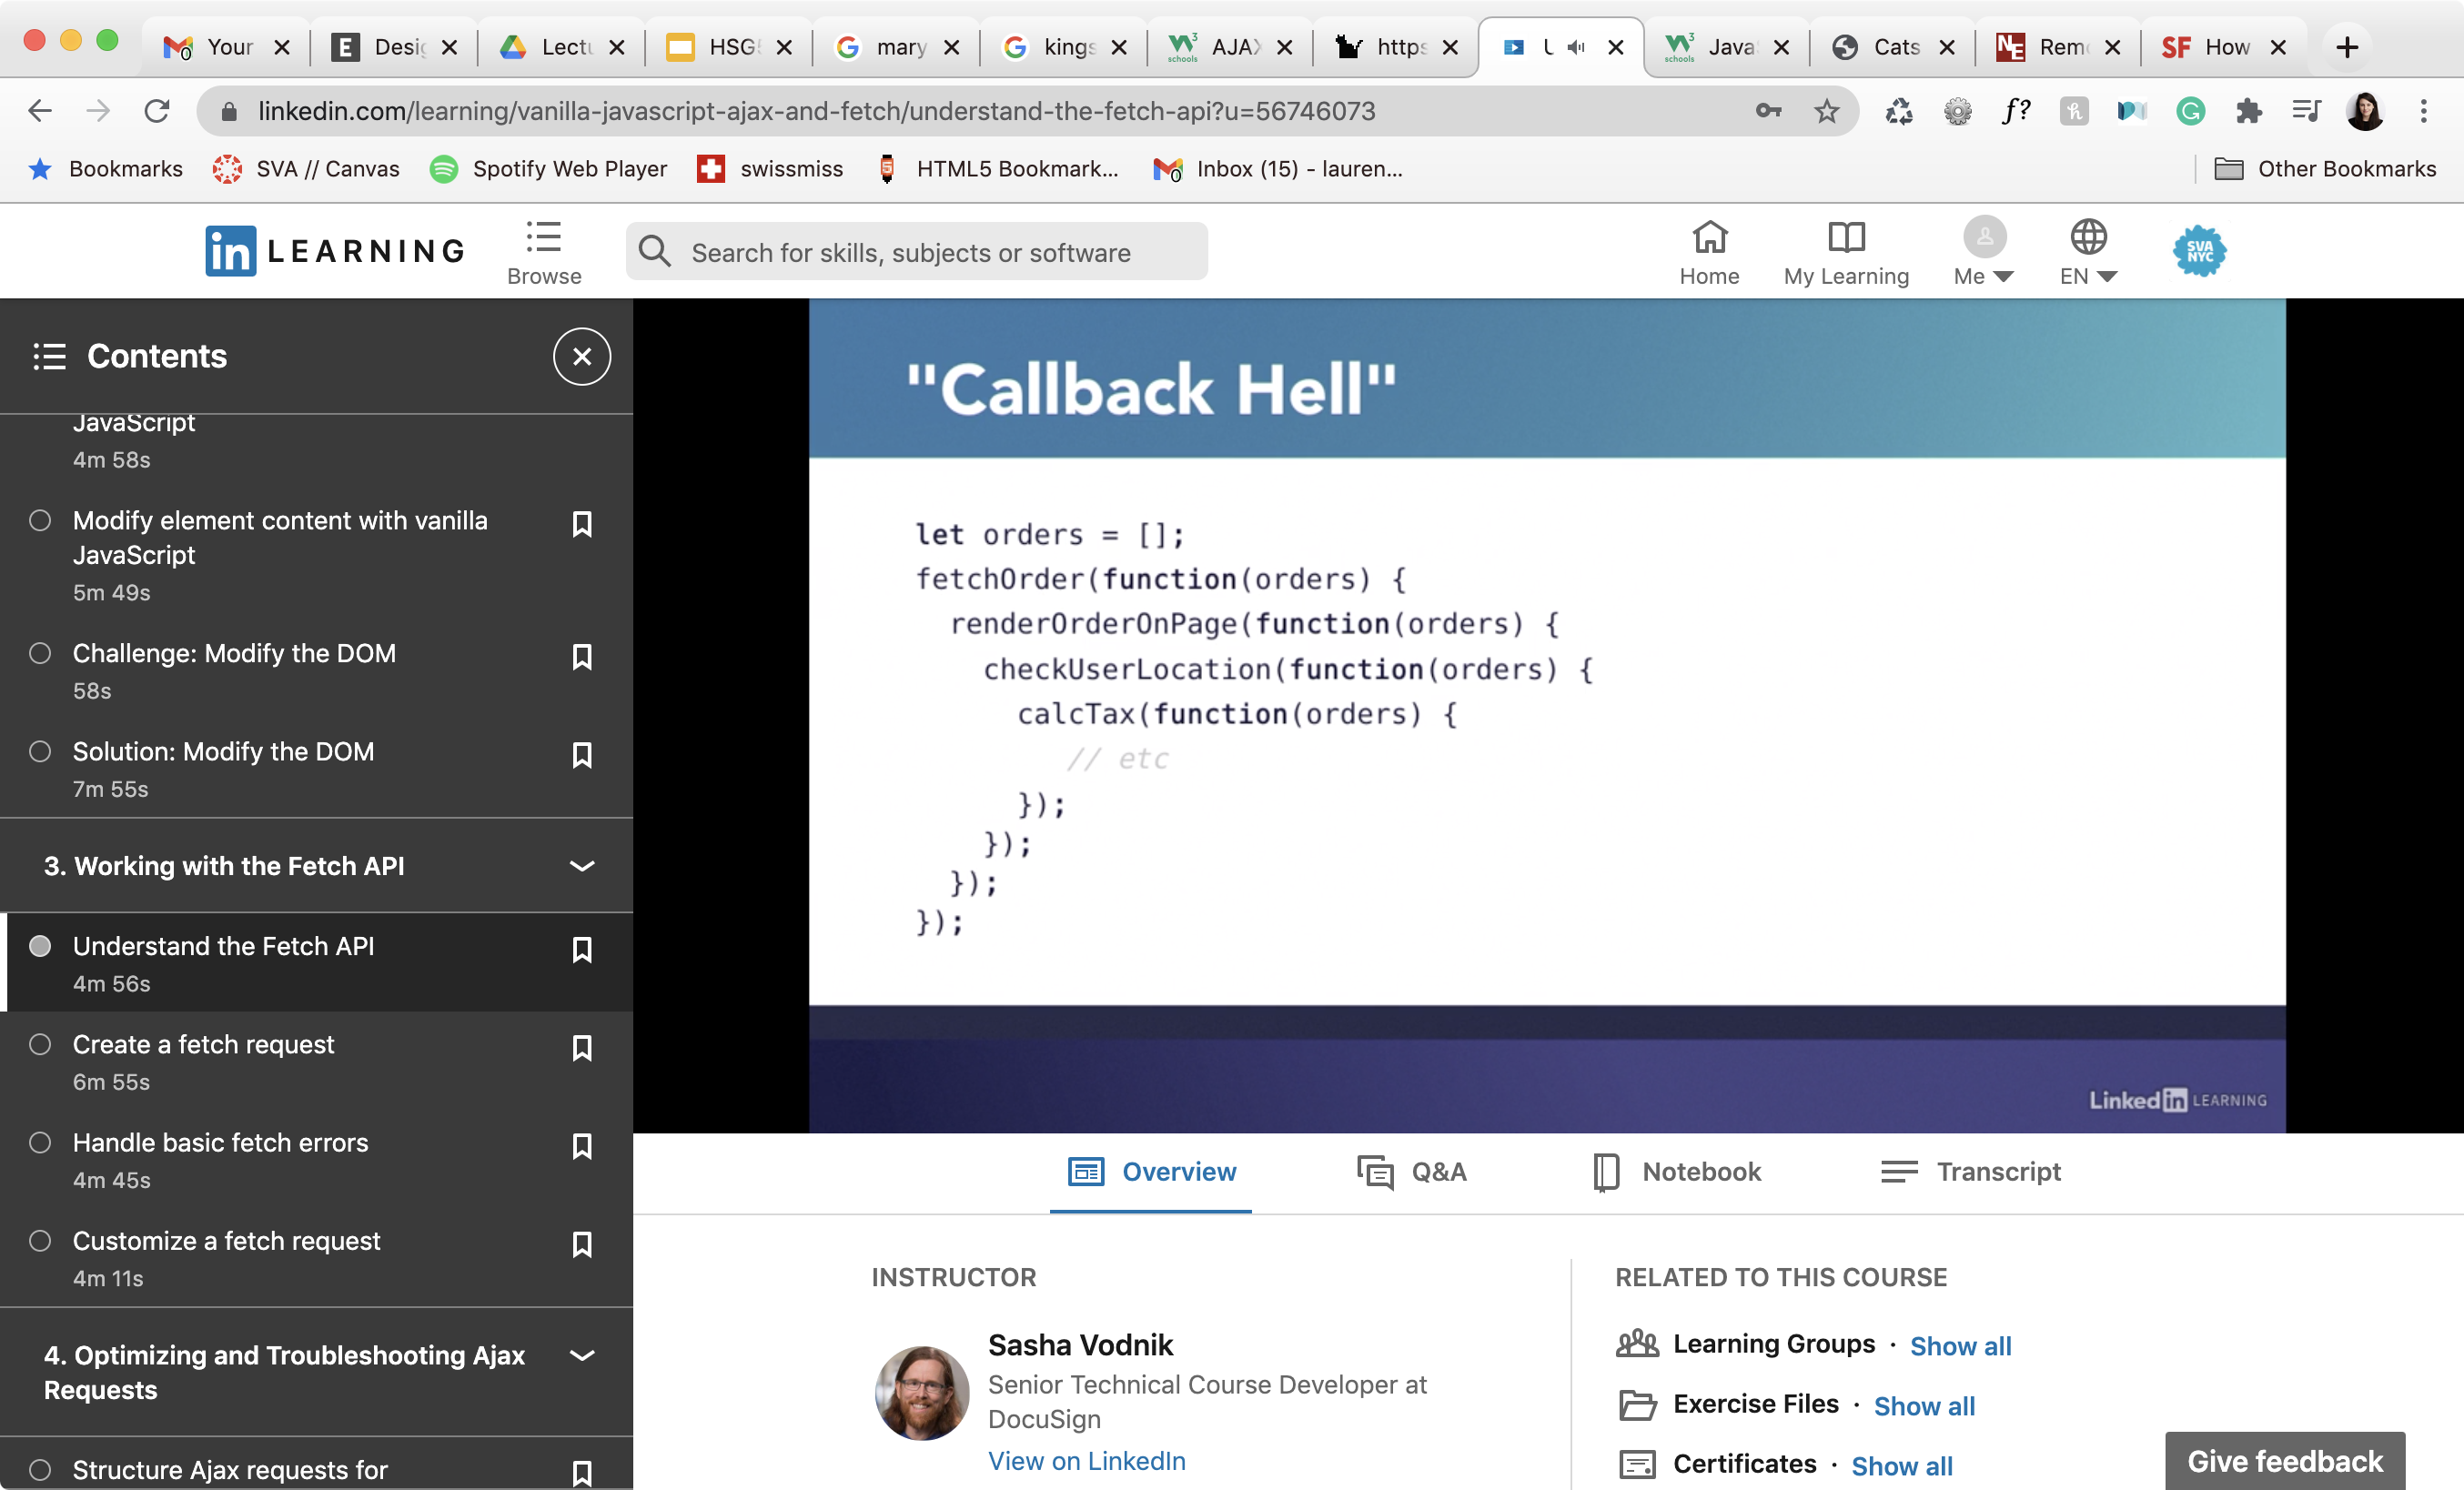 Your
Desig
Lectu
HSG
mary
kings
AJAX
https
U
Java
Cats
Rem
SF How
linkedin.com/learning/vanilla-javascript-ajax-and-fetch/understand-the-fetch-api?u=56746073
f?
Bookmarks
SVA // Canvas
Spotify Web Player
swissmiss
HTML5 Bookmark...
Inbox (15) - lauren...
Other Bookmarks
in LEARNING
Browse
Search for skills, subjects or software
Home
My Learning
Me
EN
SVA
NYC
Contents
JavaScript
4m 58s
Modify element content with vanilla
JavaScript
5m 49s
Challenge: Modify the DOM
58s
Solution: Modify the DOM
7m 55s
3. Working with the Fetch API
Understand the Fetch API
4m 56s
Create a fetch request
6m 55s
Handle basic fetch errors
4m 45s
Customize a fetch request
4m 11s
4. Optimizing and Troubleshooting Ajax
Requests
Structure Ajax requests for
"Callback Hell"
let orders = [];
fetchOrder(function(orders) {
renderOrderOnPage(function(orders) {
checkUserLocation(function(orders) {
calcTax(function(orders) {
// etc
});
});
});
});
Linked in LEARNING
Overview
Q&A
Notebook
Transcript
INSTRUCTOR
Sasha Vodnik
Senior Technical Course Developer at
DocuSign
View on LinkedIn
RELATED TO THIS COURSE
Learning Groups · Show all
Exercise Files · Show all
Certificates · Show all
Give feedback